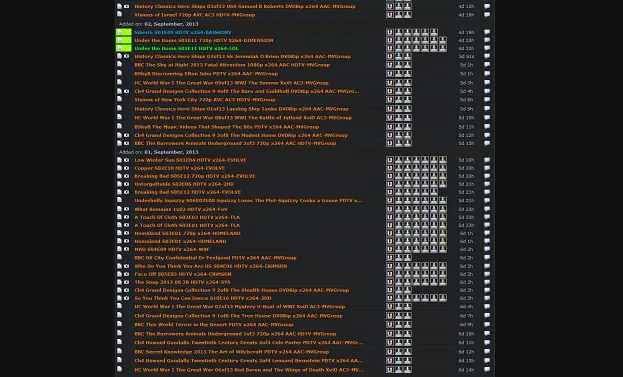 History Classics Hero Ships 03of13 USS Samuel B Roberts DVDRip x264 AAC-MVGroup 4d 12h
Visions of Israel 720p AVC AC3 HDTV-MVGroup 4d 18h
Added on: 02, September, 2013
Siberia S01E09 HDTV x264-BAJSKORV 4d 19h
Under the Dome S01E11 720p HDTV X264-DIMENSION 4d 22h
Under the Dome S01E11 HDTV x264-LOL 4d 22h
History Classics Hero Ships 02of13 SS Jeremiah O Brien DVDRip x264 AAC-MVGroup 5d 31s
BBC The Sky at Night 2013 Fatal Attraction 1080p x264 AAC HDTV-MVGroup 5d 3h
BSkyB Discovering Elton John PDTV x264 AAC-MVGroup 5d 3h
HC World War I The Great War 09of13 WWI The Somme XviD AC3-MVGroup 5d 3h
Ch4 Grand Designs Collection 9 4of8 The Barn and Guildhall DVDRip x264 AAC-MVGro... 5d 4h
Visions of New York City 720p AVC AC3 HDTV-MVGroup 5d 6h
History Classics Hero Ships 01of13 Landing Ship Tanks DVDRip x264 AAC-MVGroup 5d 9h
HC World War I The Great War 08of13 WWI The Battle of Jutland XviD AC3-MVGroup 5d 10h
BSkyB The Music Videos That Shaped The 80s PDTV x264 AAC-MVGroup 5d 11h
Ch4 Grand Designs Collection 9 3of8 The Modest Home DVDRip x264 AAC-MVGroup 5d 13h
BBC The Burrowers Animals Underground 2of3 720p x264 AAC HDTV-MVGroup 5d 13h
Added on: 01, September, 2013
Low Winter Sun S01E04 HDTV x264-EVOLVE 5d 20h
Copper S02E10 HDTV x264-EVOLVE 5d 20h
Breaking Bad S05E12 720p HDTV x264-EVOLVE 5d 20h
Unforgettable S02E06 HDTV x264-2HD 5d 21h
Breaking Bad S05E12 HDTV x264-EVOLVE 5d 21h
Underbelly Squizzy S06E07E08 Squizzy Loses The Plot-Squizzy Cooks a Goose PDTV x... 5d 22h
What Remains 1x02 HDTV x264-FoV 5d 22h
A Touch Of Cloth S02E02 HDTV x264-TLA 5d 23h
A Touch Of Cloth S02E01 HDTV x264-TLA 5d 23h
Homeland S03E01 720p HDTV x264-HOMELAND 6d 1h
Homeland S03E01 HDTV x264-HOMELAND 6d 1h
MAD S04E09 HDTV x264-W4F 6d 2h
BBC Oil City Confidential Dr Feelgood PDTV x264 AAC-MVGroup 6d 2h
Who Do You Think You Are US S04E06 HDTV x264-CRiMSON 6d 2h
Face Off S05E03 HDTV x264-CRiMSON 6d 2h
The Soup 2013 08 28 HDTV x264-SYS 6d 2h
Ch4 Grand Designs Collection 9 2of8 The Stealth House DVDRip x264 AAC-MVGroup 6d 3h
So You Think You Can Dance S10E16 HDTV x264-2HD 6d 3h
HC World War I The Great War 07of13 Mystery U-Boat of WWI XviD AC3-MVGroup 6d 4h
Ch4 Grand Designs Collection 9 1of8 The Tree House DVDRip x264 AAC-MVGroup 6d 7h
BBC This World Terror in the Desert PDTV x264 AAC-MVGroup 6d 9h
BBC The Burrowers Animals Underground 1of3 720p x264 AAC HDTV-MVGroup 6d 10h
Ch4 Howard Goodalls Twentieth Century Greats 4of4 Cole Porter PDTV x264 AAC-MVGr... 6d 11h
BBC Secret Knowledge 2013 The Art of Witchcraft PDTV x264 AAC-MVGroup 6d 12h
Ch4 Howard Goodalls Twentieth Century Greats 3of4 Leonard Bernstein PDTV x264 AA... 6d 13h
HC World War I The Great War 06of13 Red Baron and The Wings of Death XviD AC3-MV... 6d 14h